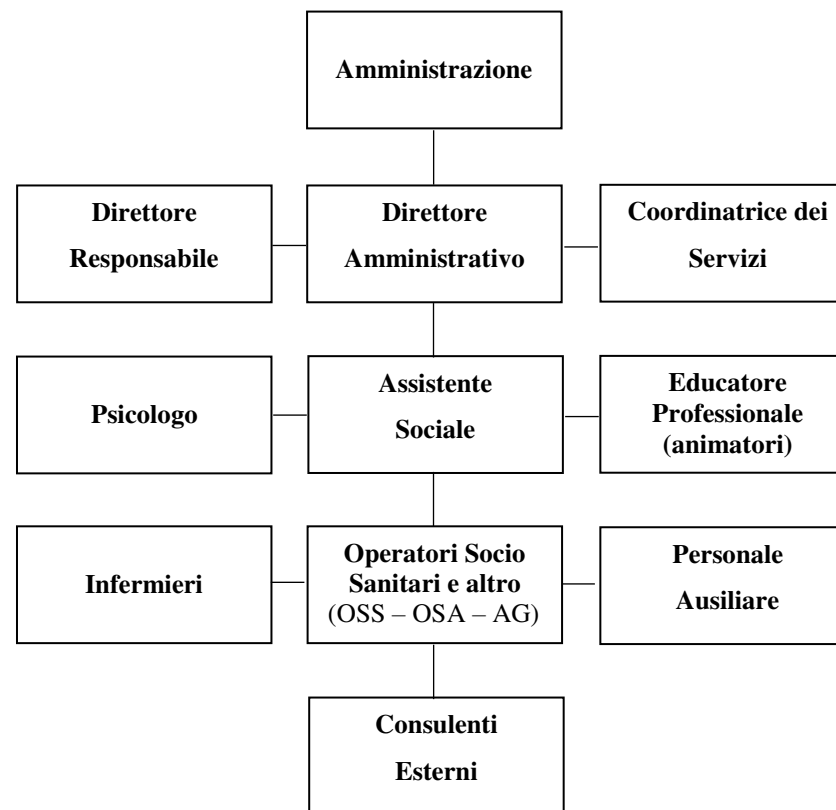 Amministrazione
Direttore
Responsabile
Direttore
Amministrativo
Coordinatrice dei
Servizi
Psicologo
Assistente
Sociale
Educatore
Professionale
(animatori)
Infermieri
Operatori Socio
Sanitari e altro
(OSS – OSA – AG)
Personale
Ausiliare
Consulenti
Esterni